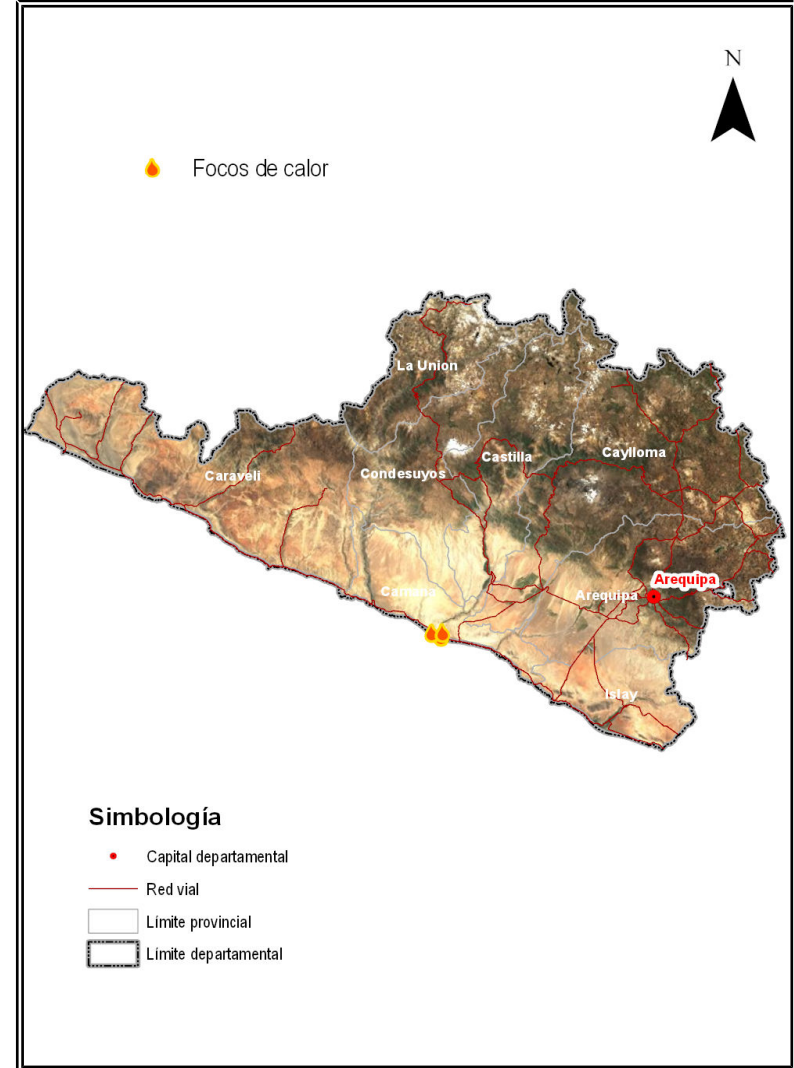 N
Focos de calor
La Union
Caraveli
Condesuyos
Castilla
Caylloma
Camana
Arequipa
Arequipa
Islay
Simbología
Capital departamental
Red vial
Límite provincial
Límite departamental